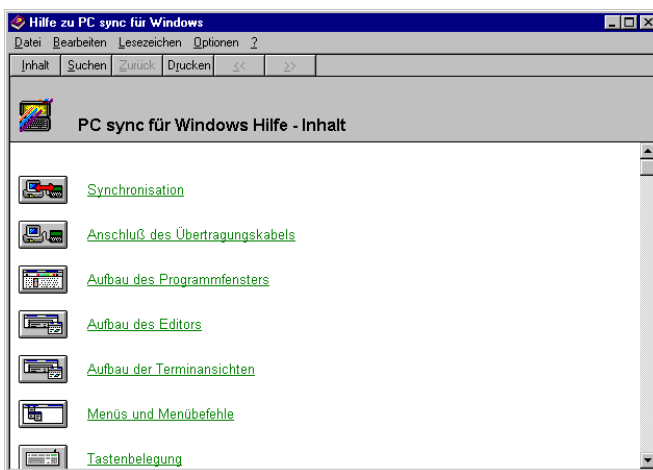 Hilfe zu PC sync für Windows
Datei Bearbeiten Lesezeichen Optionen ?
Inhalt Suchen Zurück Drucken << >>
PC sync für Windows Hilfe - Inhalt
Synchronisation
Anschluß des Übertragungskabels
Aufbau des Programmfensters
Aufbau des Editors
Aufbau der Terminansichten
Menüs und Menübefehle
Tastenbelegung